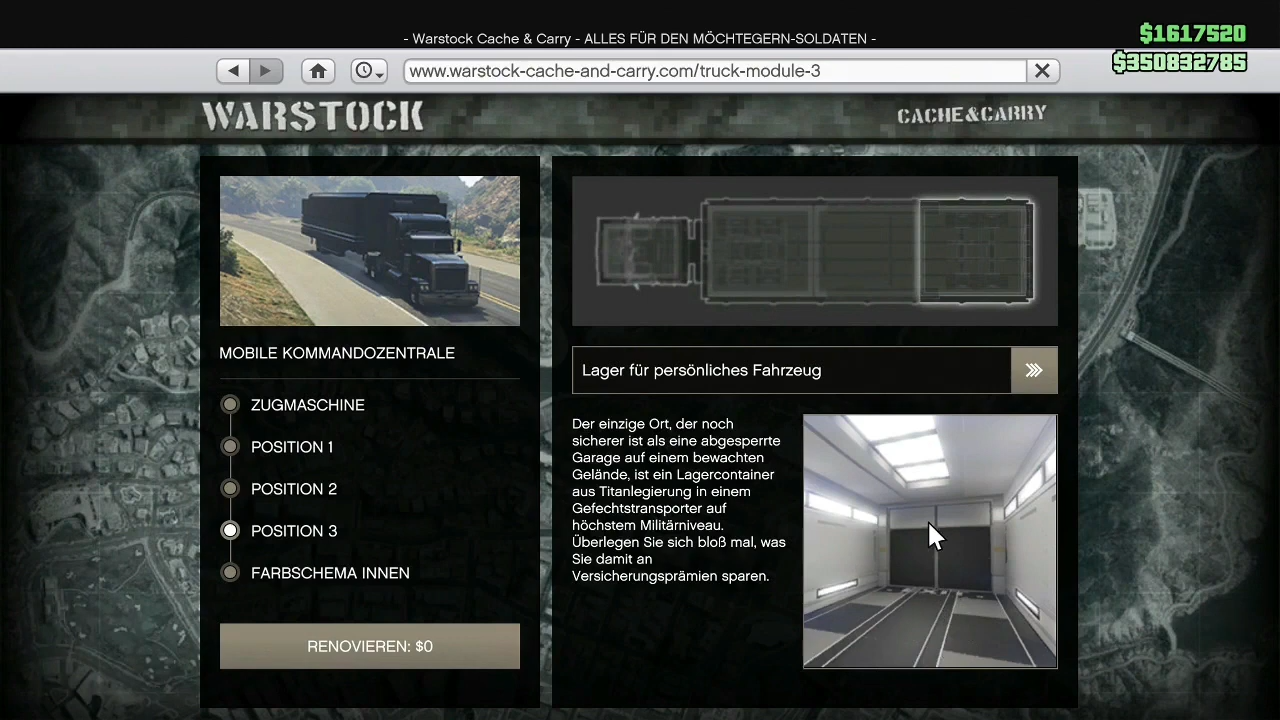 - Warstock Cache & Carry - ALLES FÜR DEN MÖCHTEGERN-SOLDATEN -
$1617520
$350832785
www.warstock-cache-and-carry.com/truck-module-3
WARSTOCK
CACHE&CARRY
MOBILE KOMMANDOZENTRALE
ZUGMASCHINE
POSITION 1
POSITION 2
POSITION 3
FARBSCHEMA INNEN
RENOVIEREN: $0
Lager für persönliches Fahrzeug
Der einzige Ort, der noch
sicherer ist als eine abgesperrte
Garage auf einem bewachten
Gelände, ist ein Lagercontainer
aus Titanlegierung in einem
Gefechtstransporter auf
höchstem Militärniveau.
Überlegen Sie sich bloß mal, was
Sie damit an
Versicherungsprämien sparen.